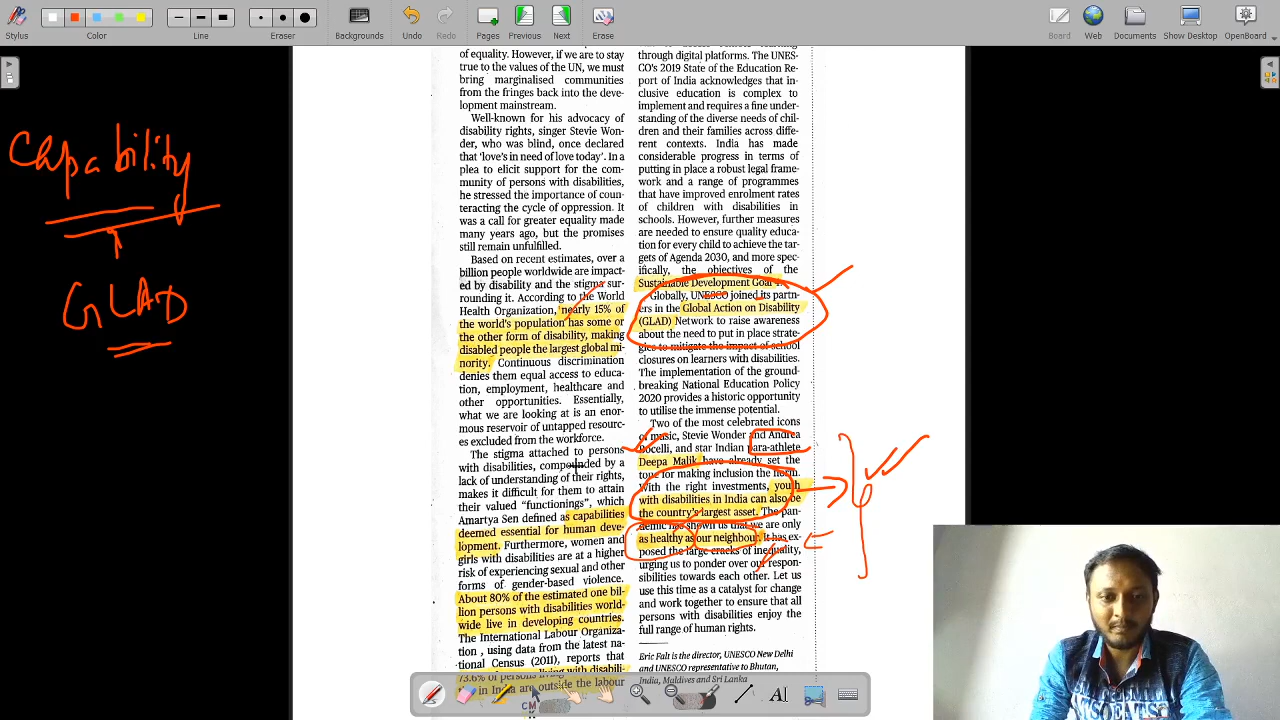 Stylus
Color
Line
Eraser
Backgrounds
Undo
Redo
Pages
Previous
Next
Erase
Board
Web
Documents
Show Desktop
OpenBoard
Capability
GLAD
of equality. However, if we are to stay
true to the values of the UN, we must
bring marginalised communities
from the fringes back into the deve-
lopment mainstream.
Well-known for his advocacy of
disability rights, singer Stevie Won-
der, who was blind, once declared
that ‘love’s in need of love today’. In a
plea to elicit support for the com-
munity of persons with disabilities,
he stressed the importance of coun-
teracting the cycle of oppression. It
was a call for greater equality made
many years ago, but the promises
still remain unfulfilled.
Based on recent estimates, over a
billion people worldwide are impact-
ed by disability and the stigma sur-
rounding it. According to the World
Health Organization, nearly 15% of
the world's population has some or
the other form of disability, making
disabled people the largest global mi-
nority. Continuous discrimination
denies them equal access to educa-
tion, employment, healthcare and
other opportunities. Essentially,
what we are looking at is an enor-
mous reservoir of untapped resourc-
es excluded from the workforce.
The stigma attached to persons
with disabilities, compounded by a
lack of understanding of their rights,
makes it difficult for them to attain
their valued “functionings”, which
Amartya Sen defined as capabilities
deemed essential for human deve-
lopment. Furthermore, women and
girls with disabilities are at a higher
risk of experiencing sexual and other
forms of gender-based violence.
About 80% of the estimated one bil-
lion persons with disabilities world-
wide live in developing countries.
The International Labour Organiza-
tion , using data from the latest na-
tional Census (2011), reports that
73.6% of persons living with disabili-
in India are outside the labour
through digital platforms. The UNES-
CO's 2019 State of the Education Re-
port of India acknowledges that in-
clusive education is complex to
implement and requires a fine under-
standing of the diverse needs of chil-
dren and their families across diffe-
rent contexts. India has made
considerable progress in terms of
putting in place a robust legal frame-
work and a range of programmes
that have improved enrolment rates
of children with disabilities in
schools. However, further measures
are needed to ensure quality educa-
tion for every child to achieve the tar-
gets of Agenda 2030, and more spe-
cifically, the objectives of the
Sustainable Development Goal
Globally, UNESCO joined its partn-
ers in the Global Action on Disability
(GLAD) Network to raise awareness
about the need to put in place strate-
gies to mitigate the impact of school
closures on learners with disabilities.
The implementation of the ground-
breaking National Education Policy
2020 provides a historic opportunity
to utilise the immense potential.
Two of the most celebrated icons
of music, Stevie Wonder and Andrea
Bocelli, and star Indian para-athlete
Deepa Malik have already set the
tone for making inclusion the norm.
With the right investments, youth
with disabilities in India can also be
the country's largest asset. The pan-
demic has shown us that we are only
as healthy as our neighbour. It has ex-
posed the large cracks of inequality,
urging us to ponder over our respon-
sibilities towards each other. Let us
use this time as a catalyst for change
and work together to ensure that all
persons with disabilities enjoy the
full range of human rights.
Eric Falt is the director, UNESCO New Delhi
and UNESCO representative to Bhutan,
India, Maldives and Sri Lanka